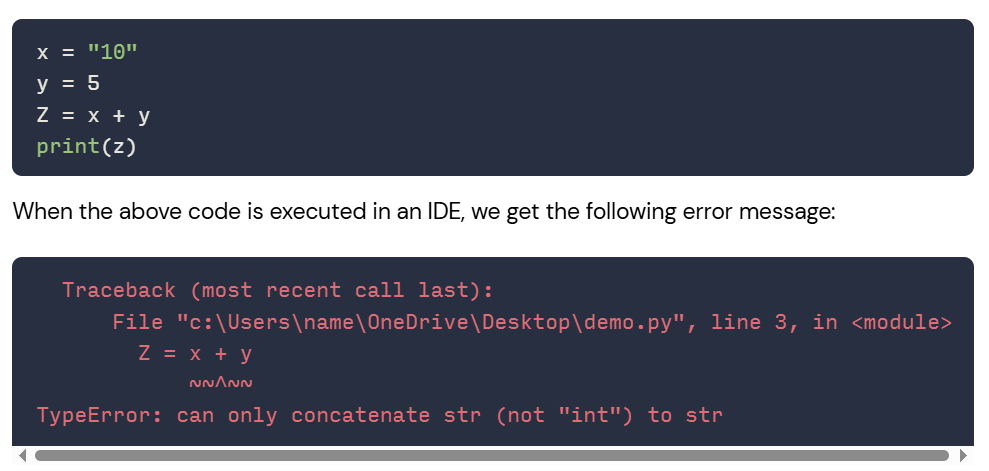 x = "10"
y = 5
Z = x + y
print(z)
When the above code is executed in an IDE, we get the following error message:
Traceback (most recent call last):
File "c:\Users\name\OneDrive\Desktop\demo.py", line 3, in <module>
Z = x + y
~~^~~
TypeError: can only concatenate str (not "int") to str